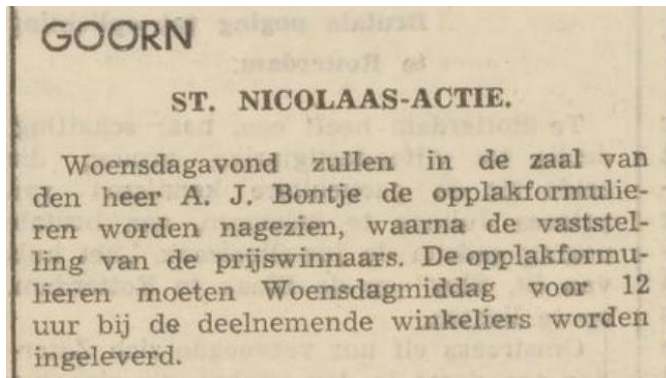 GOORN
ST. NICOLAAS-ACTIE.
Woensdagavond zullen in de zaal van
den heer A. J. Bontje de opplakformulie-
ren worden nagezien, waarna de vaststel-
ling van de prijswinnaars. De opplakformu-
lieren moeten Woensdagmiddag voor 12
uur bij de deelnemende winkeliers worden
ingeleverd.